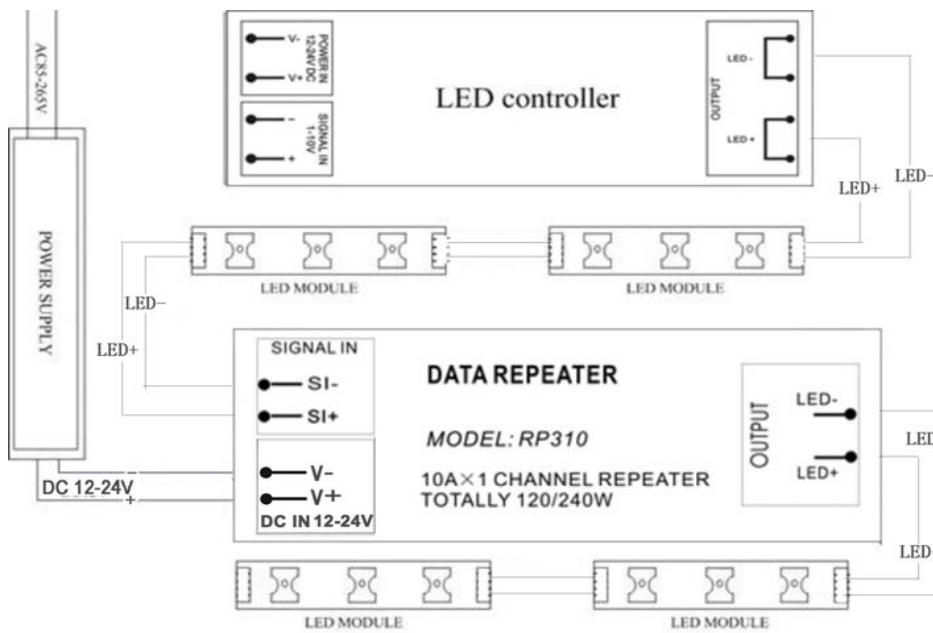 AC85-265V
POWER SUPPLY
DC 12-24V
+
V-
V+
POWER IN
12-24V DC
-
+
SIGNAL IN
1-10V
LED controller
OUTPUT
LED -
LED +
LED+
LED-
LED MODULE
LED MODULE
LED-
LED+
SIGNAL IN
SI-
SI+
V-
V+
DC IN 12-24V
DATA REPEATER
MODEL: RP310
10A×1 CHANNEL REPEATER
TOTALLY 120/240W
OUTPUT
LED-
LED+
LED
LED
LED MODULE
LED MODULE